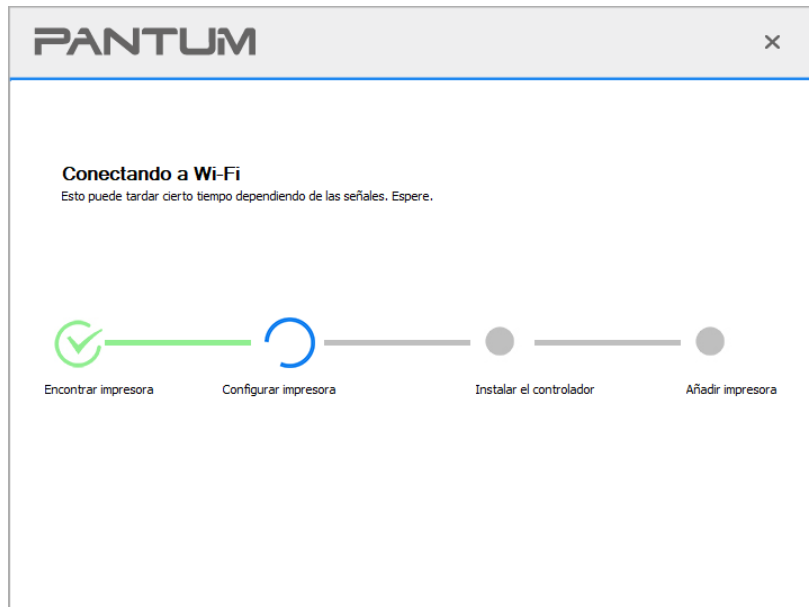 PANTUM
Conectando a Wi-Fi
Esto puede tardar cierto tiempo dependiendo de las señales. Espere.
Encontrar impresora
Configurar impresora
Instalar el controlador
Añadir impresora